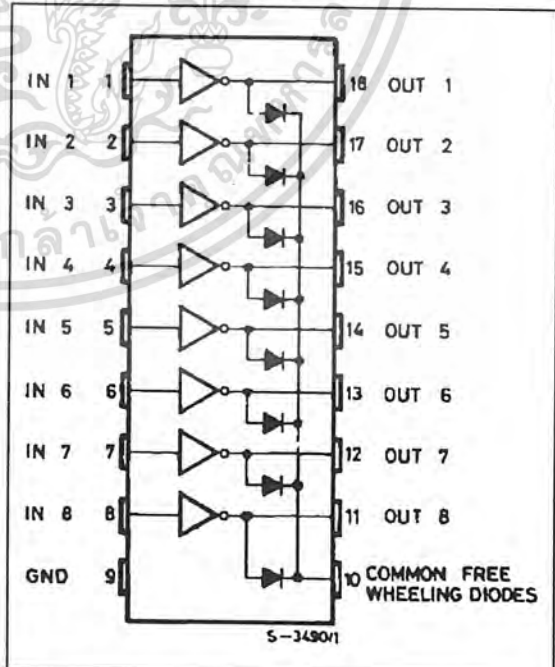 IN 1 1 18 OUT 1
IN 2 2 17 OUT 2
IN 3 3 16 OUT 3
IN 4 4 15 OUT 4
IN 5 5 14 OUT 5
IN 6 6 13 OUT 6
IN 7 7 12 OUT 7
IN 8 8 11 OUT 8
GND 9 10 COMMON FREE
WHEELING DIODES
S-3490/1